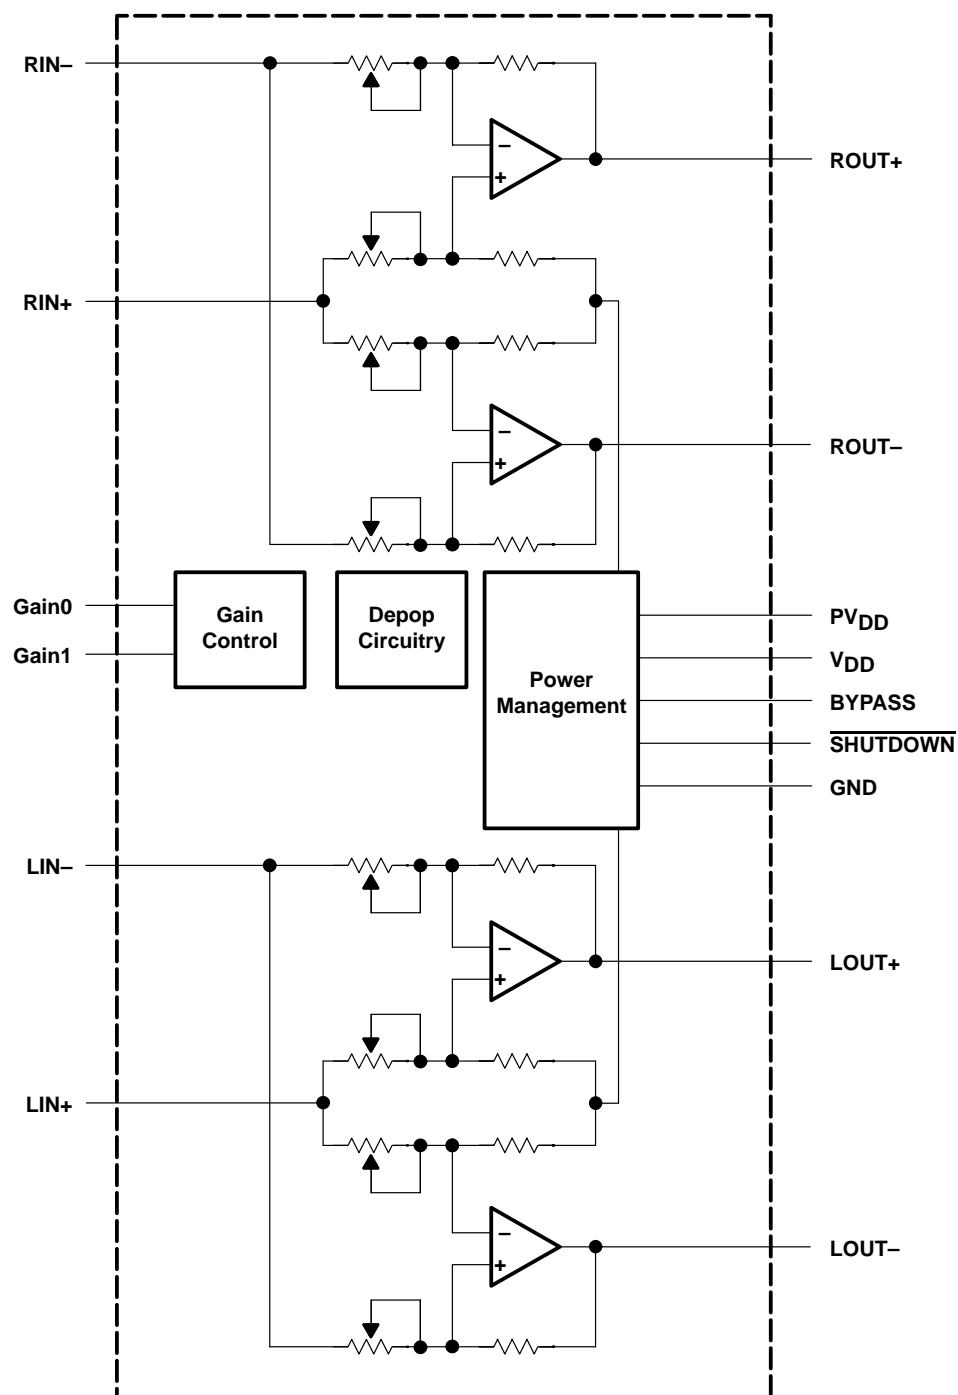 RIN–
ROUT+
RIN+
ROUT–
Gain0
Gain1
Gain
Control
Depop
Circuitry
Power
Management
PVDD
VDD
BYPASS
SHUTDOWN
GND
LIN–
LOUT+
LIN+
LOUT–
–
+
–
+
–
+
–
+